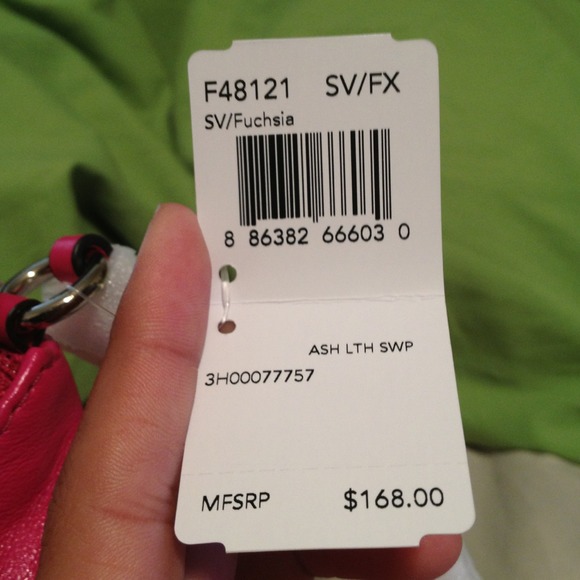 F48121 SV/FX
SV/Fuchsia
8 86382 66603 0
ASH LTH SWP
3H00077757
MFSRP $168.00